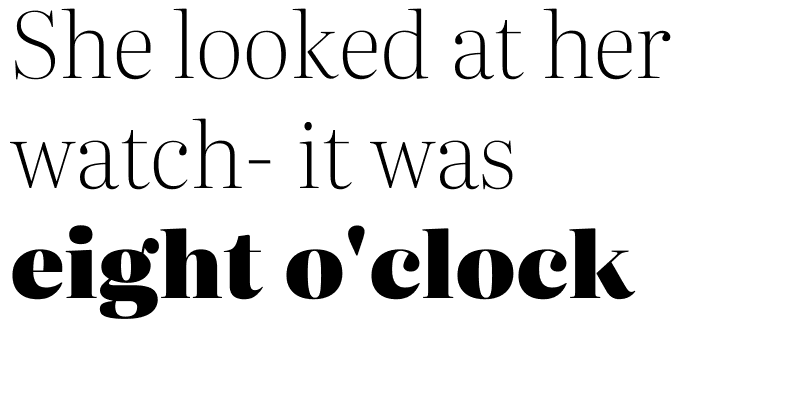 She looked at her
watch- it was
eight o'clock